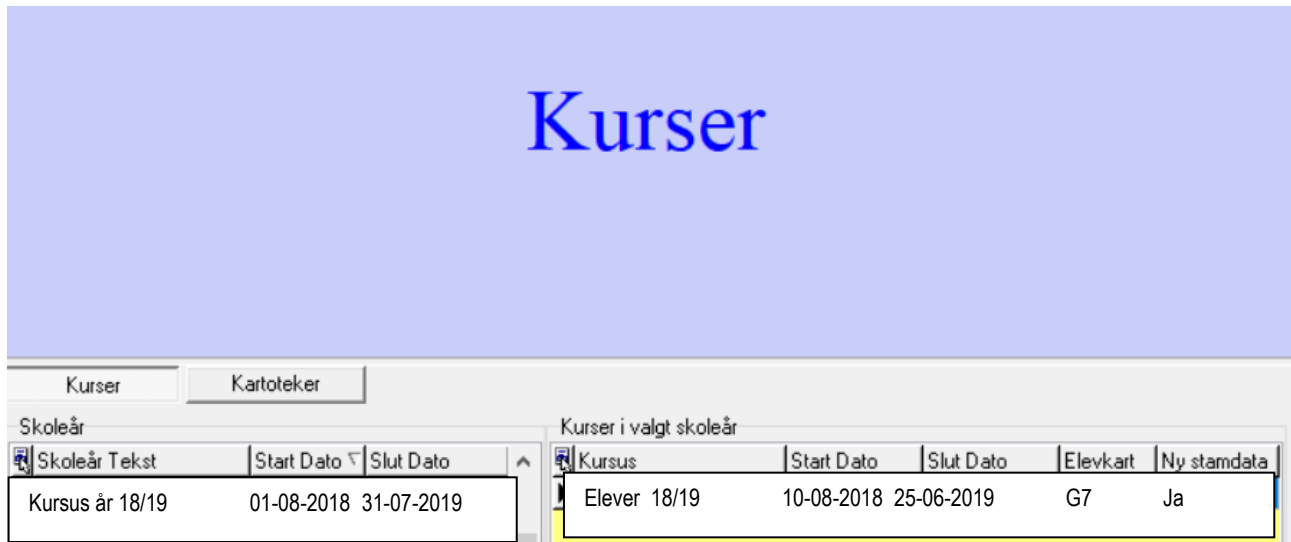 Kurser
Kurser Kartoteker
Skoleår Kurser i valgt skoleår
Skoleår Tekst Start Dato Slut Dato Kursus Start Dato Slut Dato Elevkart Ny stamdata
Kursus år 18/19 01-08-2018 31-07-2019 Elever 18/19 10-08-2018 25-06-2019 G7 Ja